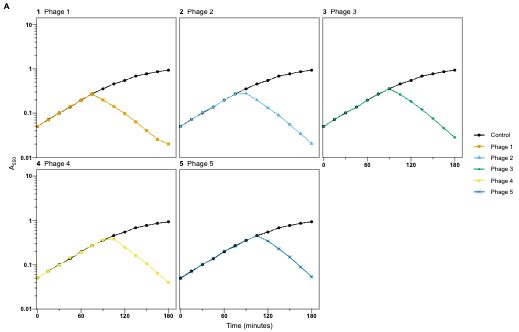 A
1 Phage 1
2 Phage 2
3 Phage 3
10
1
0.1
0.01
0 60 120 180
4 Phage 4
5 Phage 5
10
1
0.1
0.01
0 60 120 180
0 60 120 180
A550
Time (minutes)
Control
Phage 1
Phage 2
Phage 3
Phage 4
Phage 5